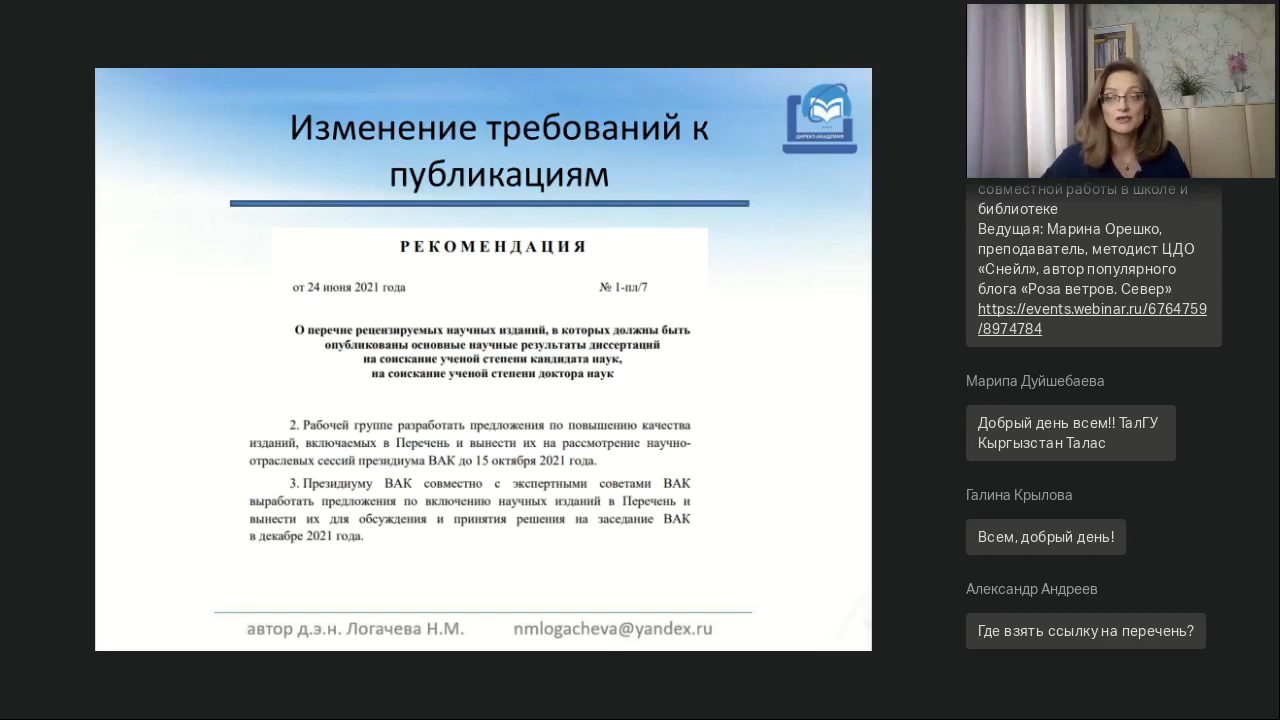 Изменение требований к
публикациям
ДИРЕКТ-АКАДЕМИЯ
РЕКОМЕНДАЦИЯ
от 24 июня 2021 года № 1-пл/7
О перечне рецензируемых научных изданий, в которых должны быть
опубликованы основные научные результаты диссертаций
на соискание ученой степени кандидата наук,
на соискание ученой степени доктора наук
2. Рабочей группе разработать предложения по повышению качества
изданий, включаемых в Перечень и вынести их на рассмотрение научно-
отраслевых сессий президиума ВАК до 15 октября 2021 года.
3. Президиуму ВАК совместно с экспертными советами ВАК
выработать предложения по включению научных изданий в Перечень и
вынести их для обсуждения и принятия решения на заседание ВАК
в декабре 2021 года.
автор д.э.н. Логачева Н.М. nmlogacheva@yandex.ru
совместной работы в школе и
библиотеке
Ведущая: Марина Орешко,
преподаватель, методист ЦДО
«Снейл», автор популярного
блога «Роза ветров. Север»
https://events.webinar.ru/6764759
/8974784
Марипа Дуйшебаева
Добрый день всем!! ТалГУ
Кыргызстан Талас
Галина Крылова
Всем, добрый день!
Александр Андреев
Где взять ссылку на перечень?